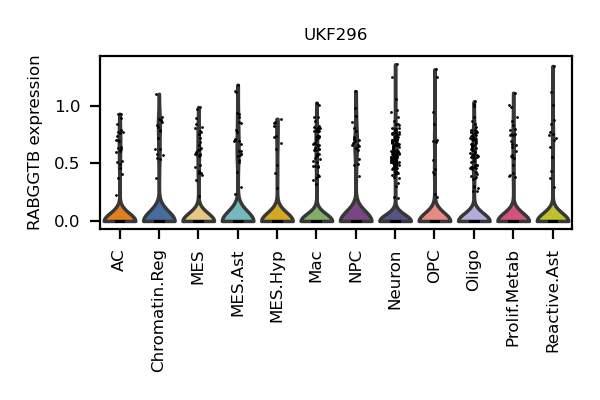 UKF296
RABGGTB expression
1.0
0.5
0.0
AC
Chromatin.Reg
MES
MES.Ast
MES.Hyp
Mac
NPC
Neuron
OPC
Oligo
Prolif.Metab
Reactive.Ast